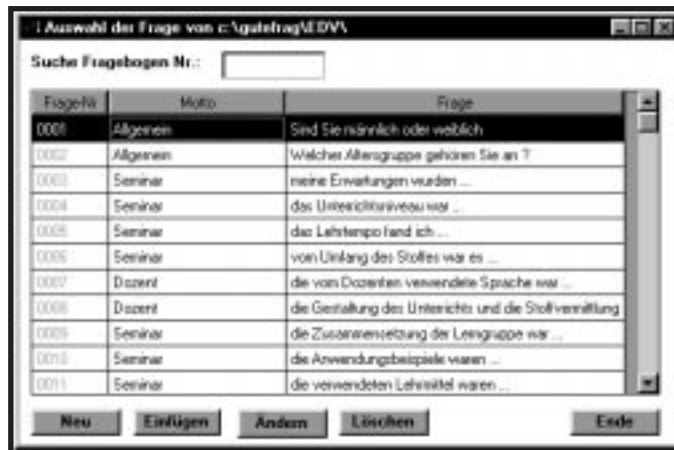 Auswahl der Frage von c:\gutefrag\EDV\
Suche Fragebogen Nr.:
Frage-Nr Motto Frage
0001 Allgemein Sind Sie männlich oder weiblich
0002 Allgemein Welcher Altersgruppe gehören Sie an ?
0003 Seminar meine Erwartungen wurden ...
0004 Seminar das Unterrichtsniveau war ...
0005 Seminar das Lehrtempo fand ich ...
0006 Seminar vom Umfang des Stoffes war es ...
0007 Dozent die vom Dozenten verwendete Sprache war ...
0008 Dozent die Gestaltung des Unterrichts und die Stoffvermittlung
0009 Seminar die Zusammensetzung der Lerngruppe war ...
0010 Seminar die Anwendungsbeispiele waren ...
0011 Seminar die verwendeten Lehrmittel waren ...
Neu Einfügen Ändern Löschen Ende